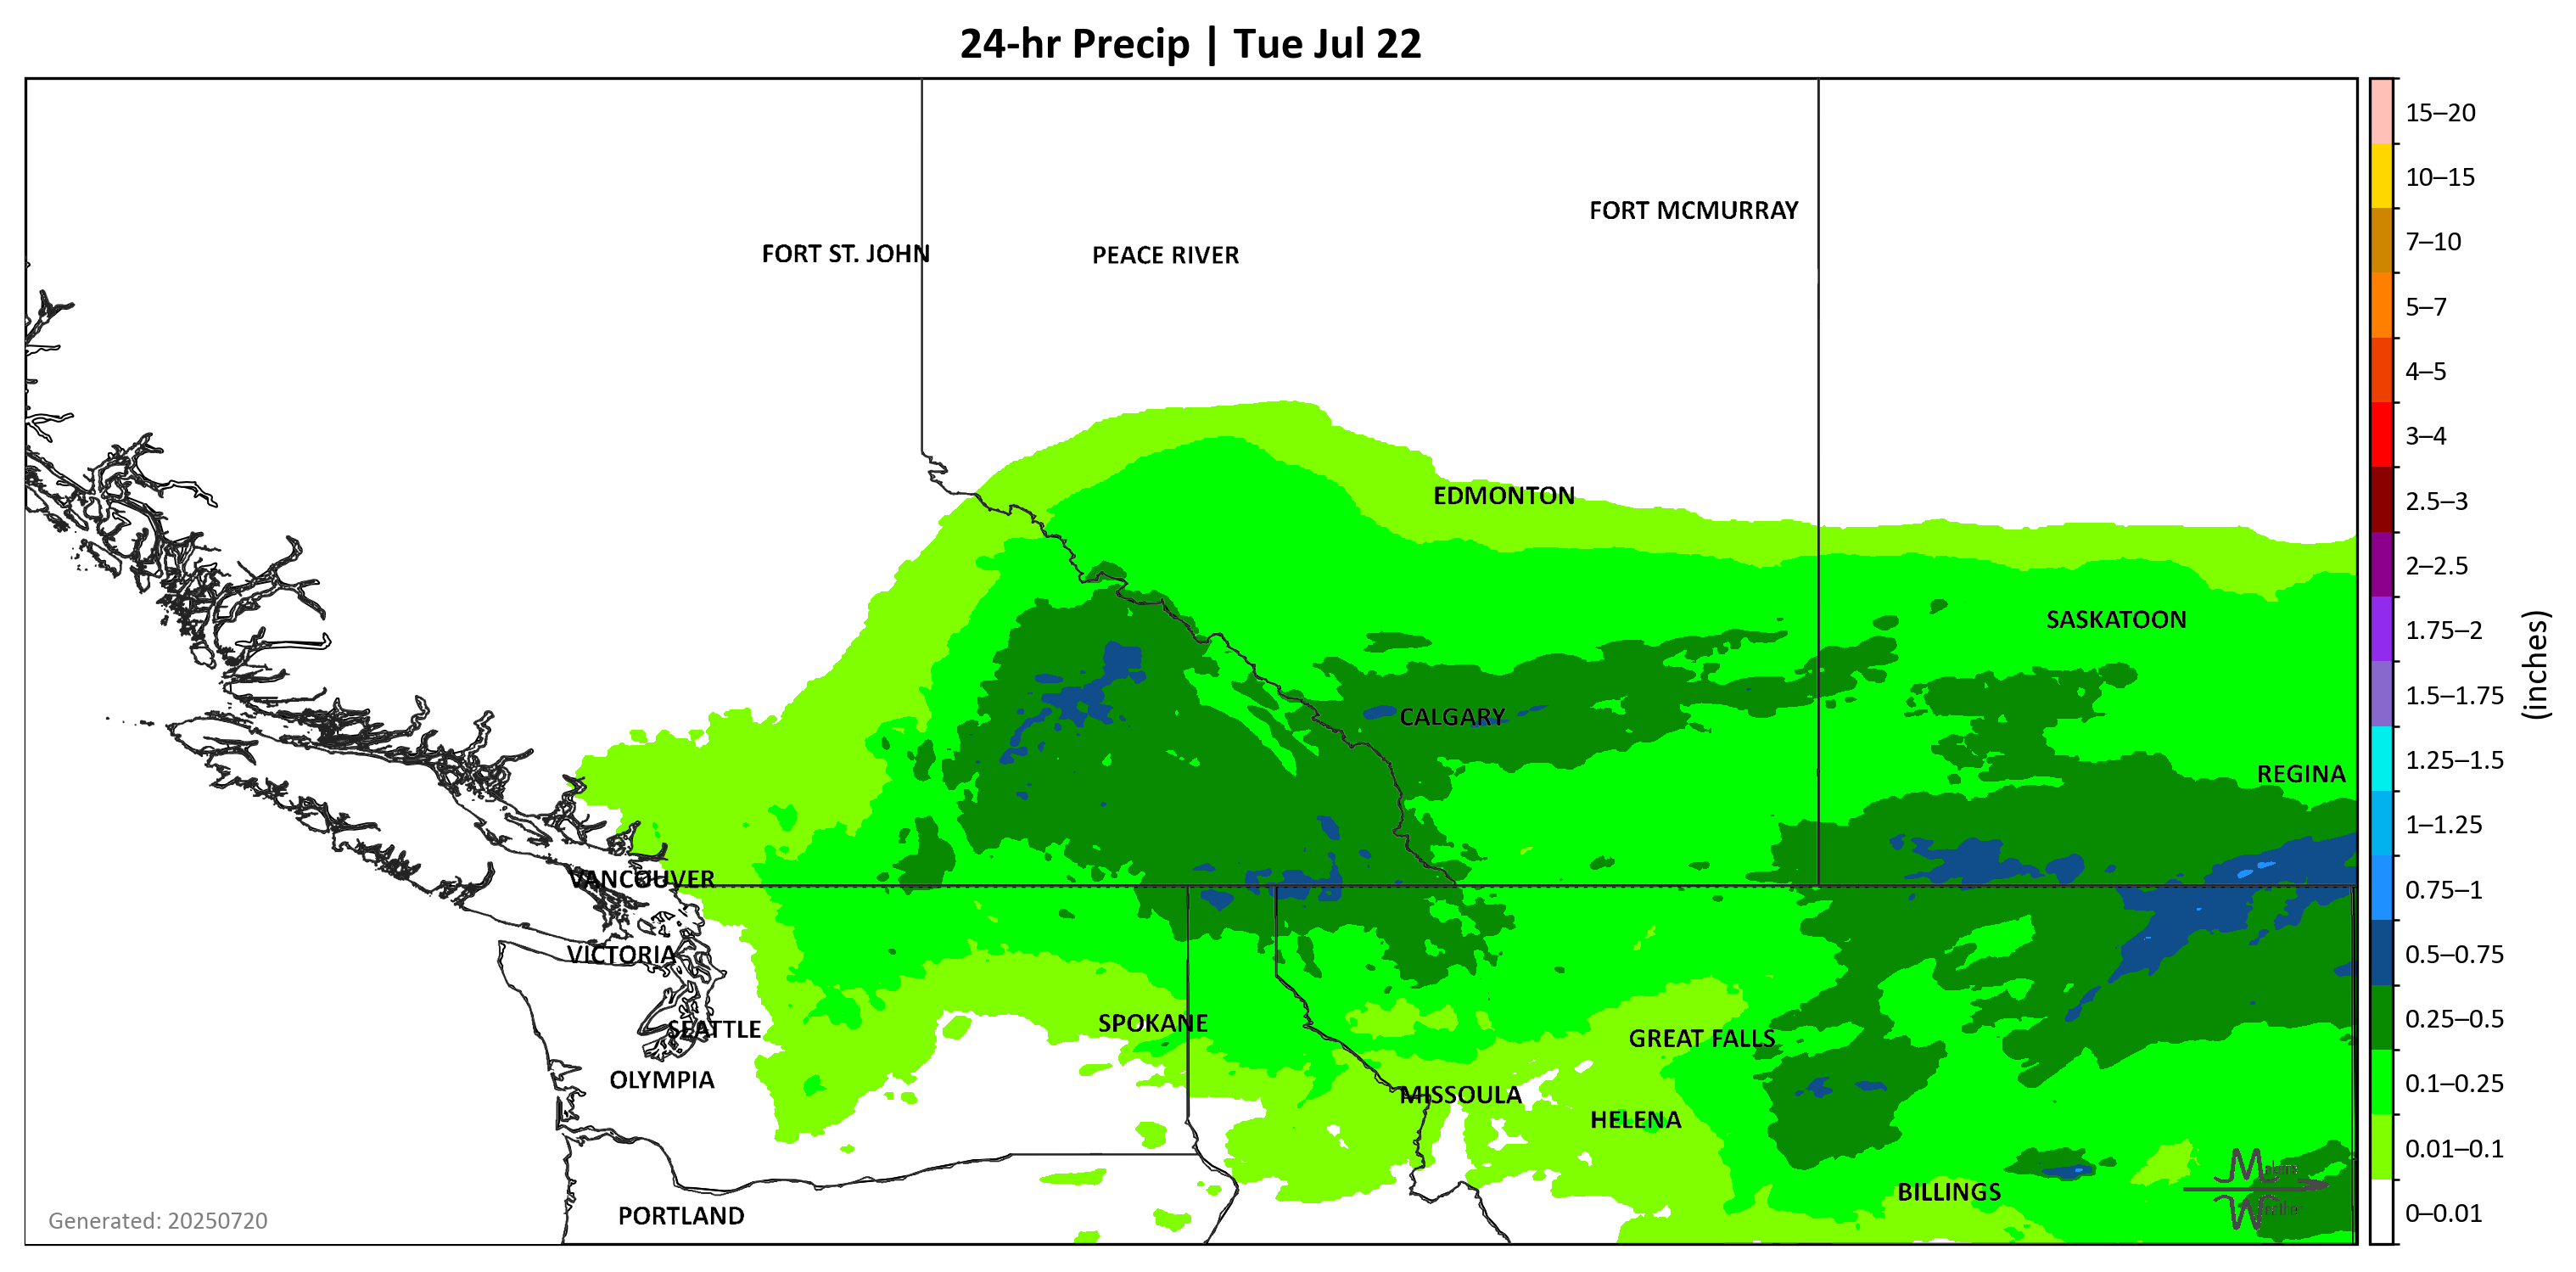 24-hr Precip | Tue Jul 22
FORT MCMURRAY
FORT ST. JOHN
PEACE RIVER
EDMONTON
SASKATOON
CALGARY
REGINA
VANCOUVER
VICTORIA
SPOKANE
SEATTLE
GREAT FALLS
OLYMPIA
MISSOULA
HELENA
BILLINGS
PORTLAND
Generated: 20250720
15–20
10–15
7–10
5–7
4–5
3–4
2.5–3
2–2.5
1.75–2
1.5–1.75
1.25–1.5
1–1.25
0.75–1
0.5–0.75
0.25–0.5
0.1–0.25
0.01–0.1
0–0.01
(inches)